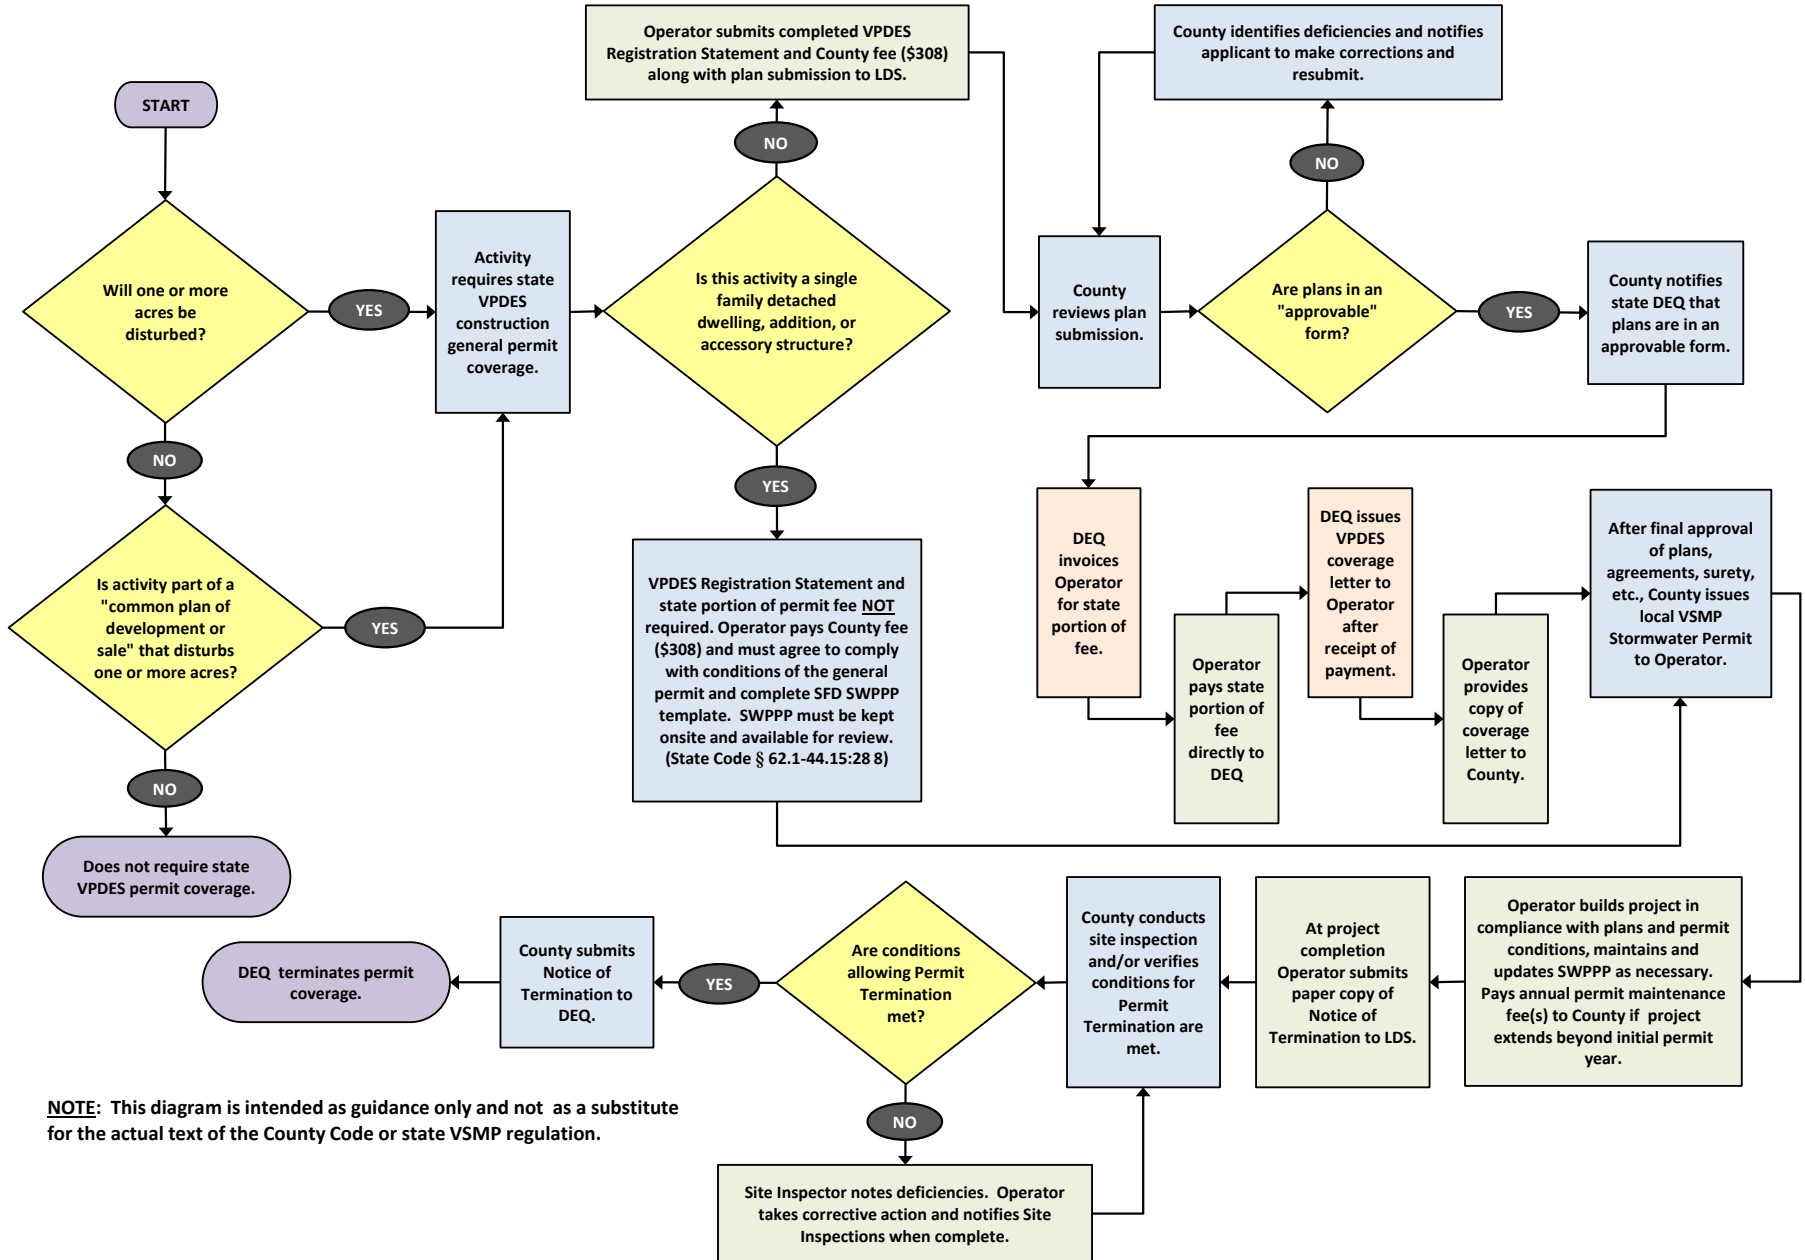 START
Will one or more
acres be
disturbed?
YES
NO
Is activity part of a
"common plan of
development or
sale" that disturbs
one or more acres?
YES
NO
Does not require state
VPDES permit coverage.
Activity
requires state
VPDES
construction
general permit
coverage.
Is this activity a single
family detached
dwelling, addition, or
accessory structure?
NO
Operator submits completed VPDES
Registration Statement and County fee ($308)
along with plan submission to LDS.
YES
VPDES Registration Statement and
state portion of permit fee NOT
required. Operator pays County fee
($308) and must agree to comply
with conditions of the general
permit and complete SFD SWPPP
template.  SWPPP must be kept
onsite and available for review.
(State Code § 62.1-44.15:28 8)
County
reviews plan
submission.
Are plans in an
"approvable"
form?
NO
County identifies deficiencies and notifies
applicant to make corrections and
resubmit.
YES
County notifies
state DEQ that
plans are in an
approvable form.
DEQ
invoices
Operator
for state
portion of
fee.
Operator
pays state
portion of
fee
directly to
DEQ
DEQ issues
VPDES
coverage
letter to
Operator
after
receipt of
payment.
Operator
provides
copy of
coverage
letter to
County.
After final approval
of plans,
agreements, surety,
etc., County issues
local VSMP
Stormwater Permit
to Operator.
Operator builds project in
compliance with plans and permit
conditions, maintains and
updates SWPPP as necessary.
Pays annual permit maintenance
fee(s) to County if  project
extends beyond initial permit
year.
At project
completion
Operator submits
paper copy of
Notice of
Termination to LDS.
County conducts
site inspection
and/or verifies
conditions for
Permit
Termination are
met.
Are conditions
allowing Permit
Termination
met?
YES
County submits
Notice of
Termination to
DEQ.
DEQ  terminates permit
coverage.
NO
Site Inspector notes deficiencies.  Operator
takes corrective action and notifies Site
Inspections when complete.
NOTE:  This diagram is intended as guidance only and not  as a substitute
for the actual text of the County Code or state VSMP regulation.